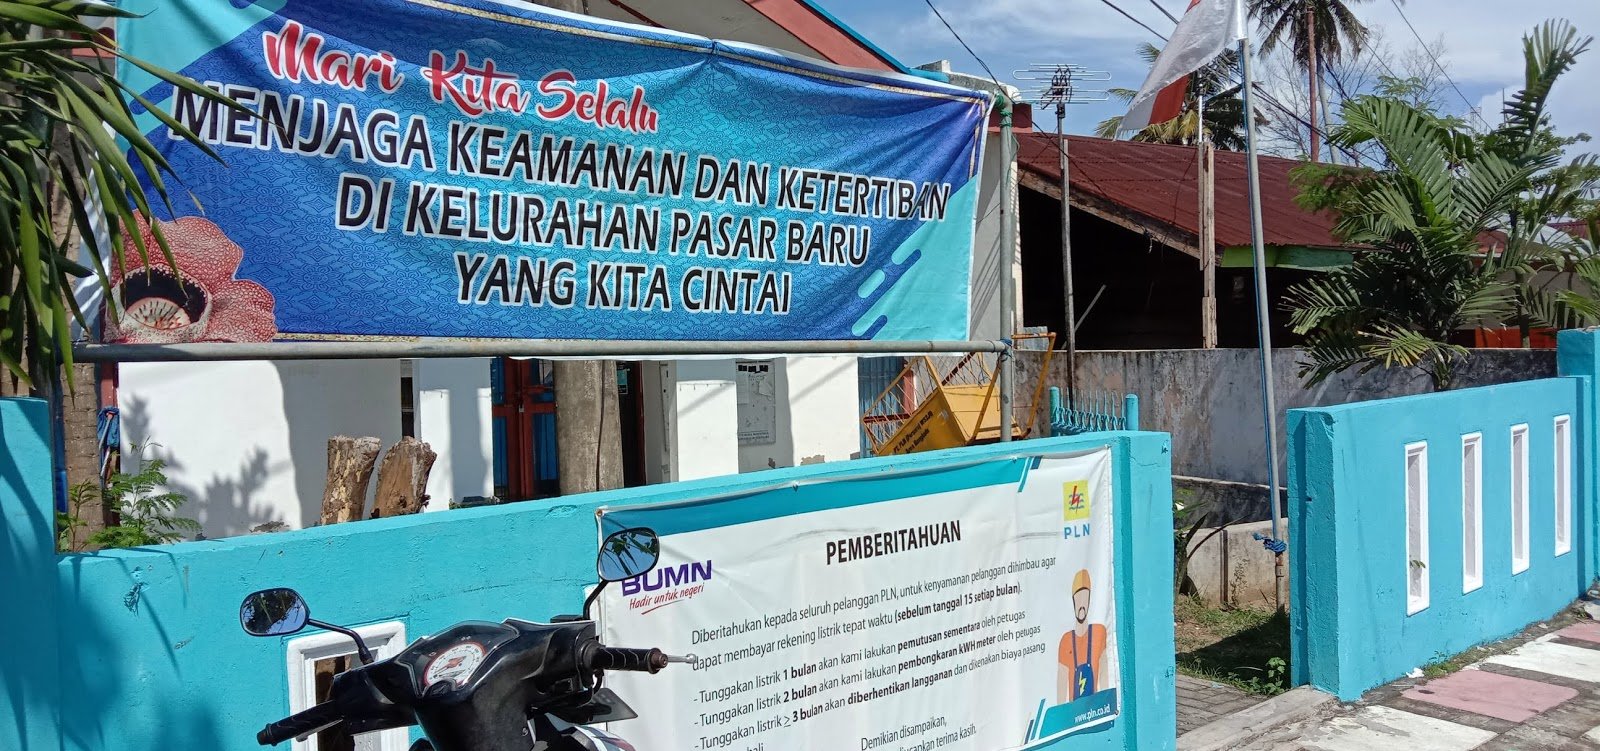 Mari Kita Selalu
MENJAGA KEAMANAN DAN KETERTIBAN
DI KELURAHAN PASAR BARU
YANG KITA CINTAI
PLN
PEMBERITAHUAN
BUMN
Hadir untuk negeri
Diberitahukan kepada seluruh pelanggan PLN, untuk kenyamanan pelanggan dihimbau agar
dapat membayar rekening listrik tepat waktu (sebelum tanggal 15 setiap bulan).
- Tunggakan listrik 1 bulan akan kami lakukan pemutusan sementara oleh petugas
- Tunggakan listrik 2 bulan akan kami lakukan pembongkaran kWH meter oleh petugas
- Tunggakan listrik ≥ 3 bulan akan diberhentikan langganan dan dikenakan biaya pasang
Demikian disampaikan,
terima kasih.
www.pln.co.id